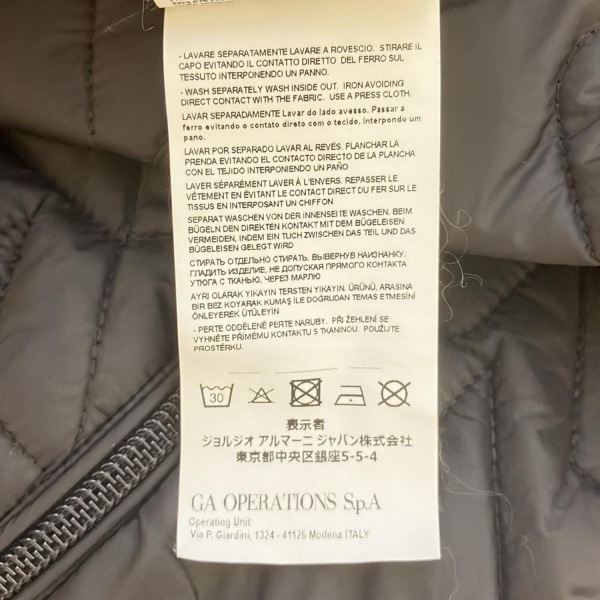 - LAVARE SEPARATAMENTE LAVARE A ROVESCIO. STIRARE IL
CAPO EVITANDO IL CONTATTO DIRETTO DEL FERRO SUL
TESSUTO INTERPONENDO UN PANNO.
- WASH SEPARATELY WASH INSIDE OUT. IRON AVOIDING
DIRECT CONTACT WITH THE FABRIC. USE A PRESS CLOTH.
LAVAR SEPARADAMENTE Lavar do lado avesso. Passar a
ferro evitando o contato direto com o tecido, interpondo um
pano.
LAVAR POR SEPARADO LAVAR AL REVÉS. PLANCHAR LA
PRENDA EVITANDO EL CONTACTO DIRECTO DE LA PLANCHA
CON EL TEJIDO INTERPONIENDO UN PAÑO
LAVER SÉPARÉMENT LAVER À L'ENVERS. REPASSER LE
VÊTEMENT EN ÉVITANT LE CONTACT DIRECT DU FER SUR LE
TISSUS EN INTERPOSANT UN CHIFFON
SEPARAT WASCHEN VON DER INNENSEITE WASCHEN. BEIM
BÜGELN DEN DIREKTEN KONTAKT MIT DEM BÜGELEISEN
VERMEIDEN, INDEM EIN TUCH ZWISCHEN DAS TEIL UND DAS
BÜGELEISEN GELEGT WIRD
СТИРАТЬ ОТДЕЛЬНО СТИРАТЬ, ВЫВЕРНУВ НАИЗНАНКУ.
ГЛАДИТЬ ИЗДЕЛИЕ, НЕ ДОПУСКАЯ ПРЯМОГО КОНТАКТА
УТЮГА С ТКАНЬЮ, ЧЕРЕЗ МАРЛЮ
AYRI OLARAK YIKAYIN TERSTEN YIKAYIN. ÜRÜNÜ, ARASINA
BİR BEZ KOYARAK KUMAŞ İLE DOĞRUDAN TEMAS ETMESİNİ
ÖNLEYEREK ÜTÜLEYİN
- PERTE ODDĚLENĚ PERTE NARUBY. PŘI ŽEHLENÍ SE
VYHNĚTE PŘÍMÉMU KONTAKTU S TKANINOU. POUŽIJTE
PROSTĚRKU.
30
表示者
ジョルジオ アルマーニ ジャパン株式会社
東京都中央区銀座5-5-4
GA OPERATIONS S.p.A
Operating Unit
Via P. Giardini, 1324 - 41126 Modena ITALY